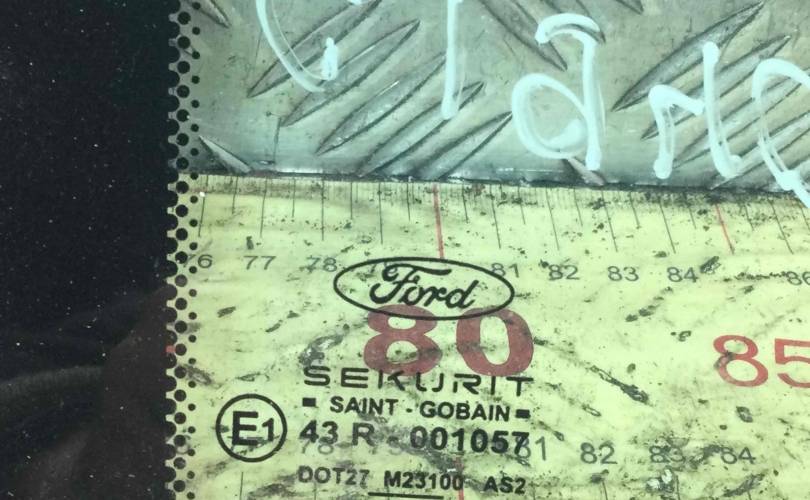 76 77 78 79 81 82 83 84 86
Ford
80 85
SEKURIT
SAINT - GOBAIN
E1 43 R - 001057
78 81 82 83 84
DOT27 M23100 AS2